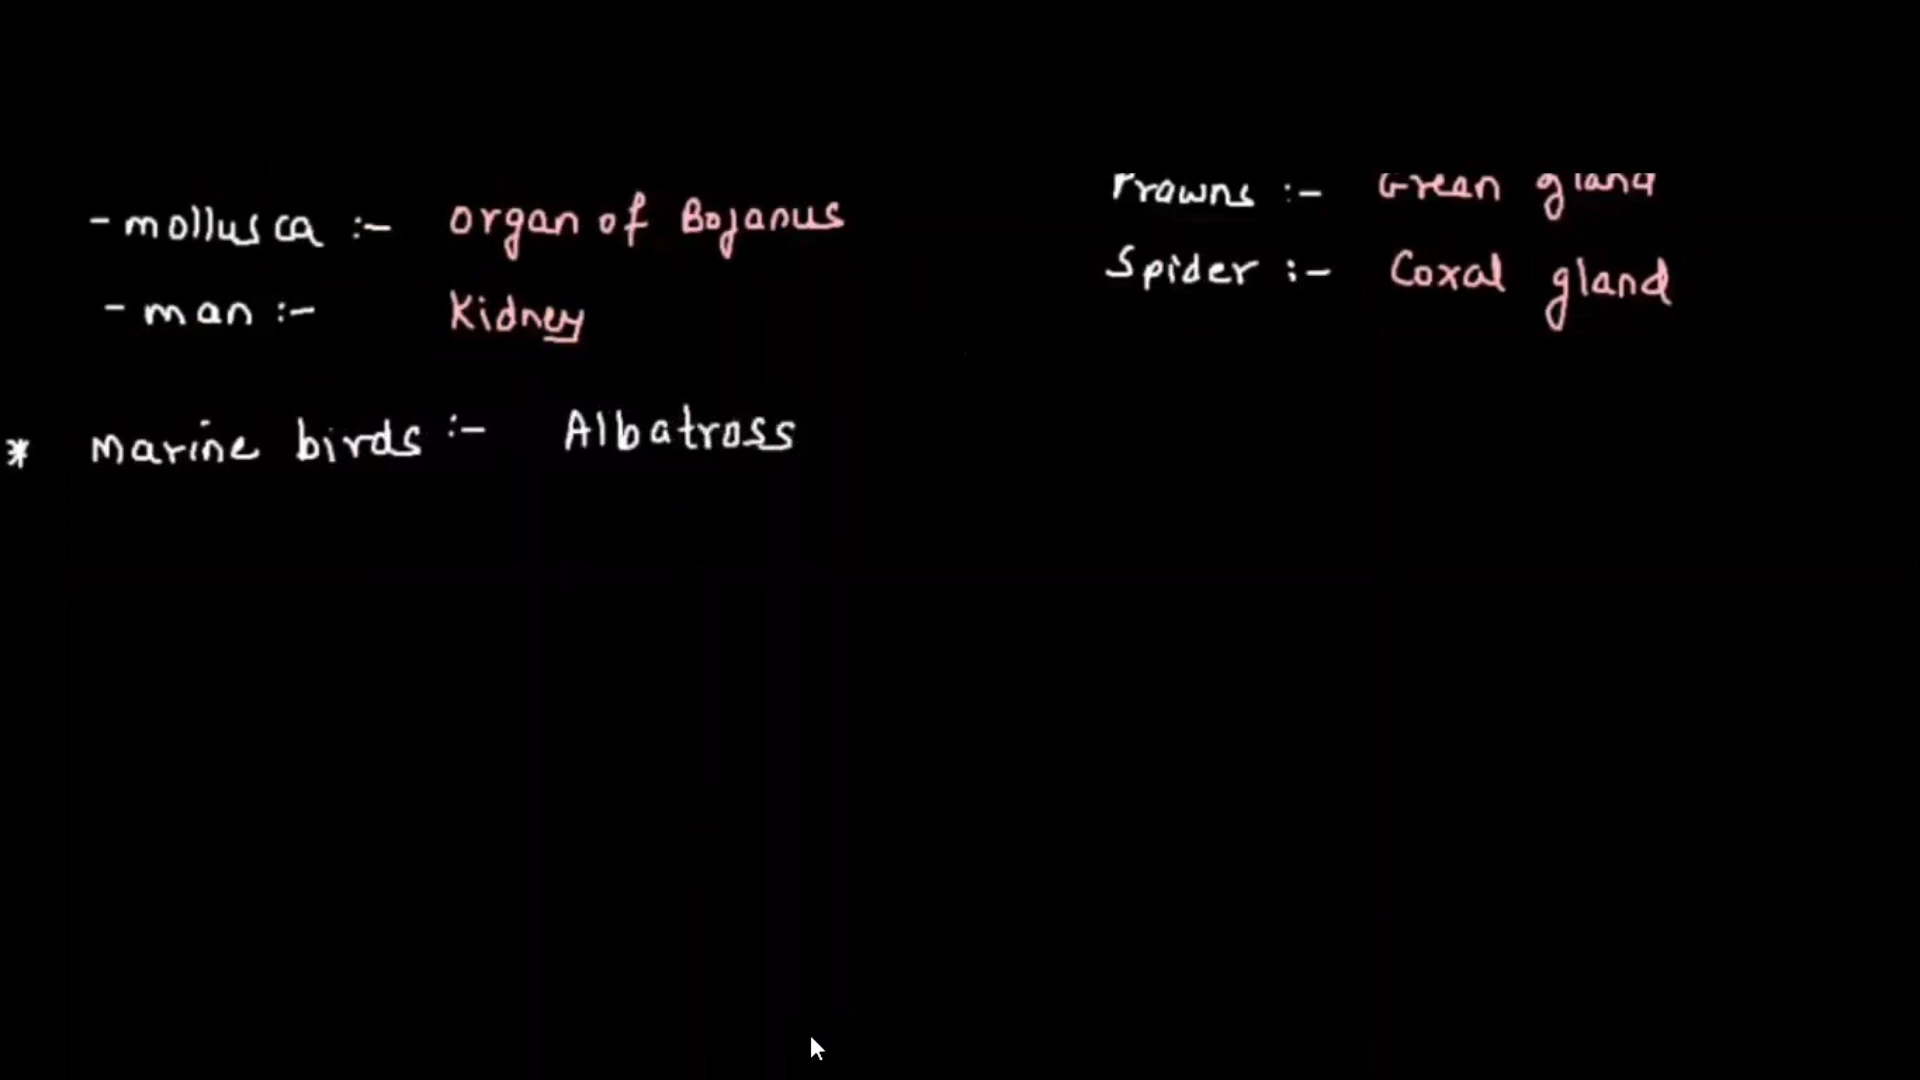 - mollusca :- organ of Bojanus
- man :- Kidney
* Marine birds :- Albatross
Prawns :- Green gland
Spider :- Coxal gland